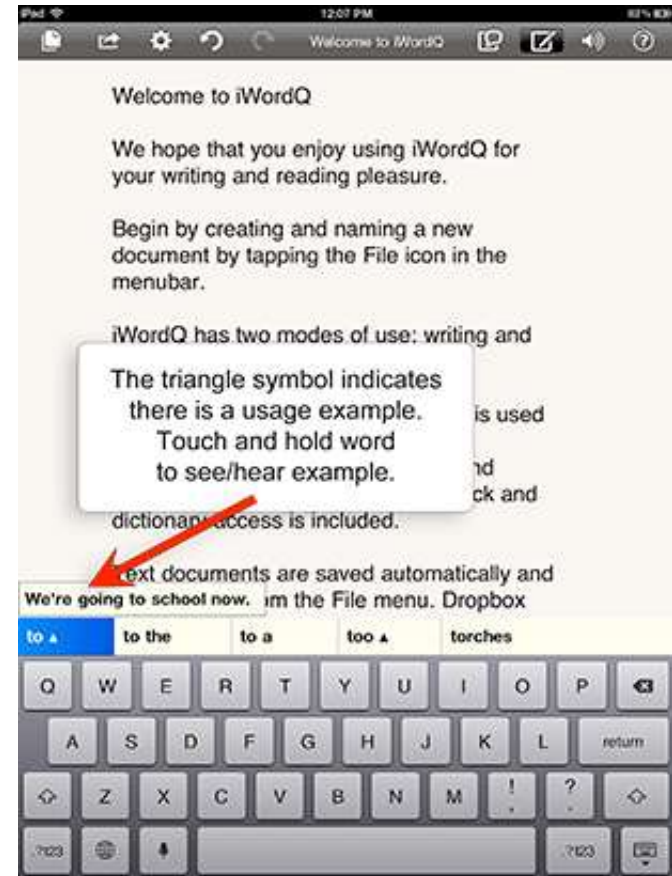 iPad 12:07 PM 82%
Welcome to iWordQ
Welcome to iWordQ
We hope that you enjoy using iWordQ for
your writing and reading pleasure.
Begin by creating and naming a new
document by tapping the File icon in the
menubar.
iWordQ has two modes of use: writing and
The triangle symbol indicates
there is a usage example.
Touch and hold word
to see/hear example.
is used
nd
ck and
dictionary access is included.
Text documents are saved automatically and
We're going to school now. m the File menu. Dropbox
to ▲ to the to a too ▲ torches
Q W E R T Y U I O P
A S D F G H J K L return
Z X C V B N M ! , ? .
.?123 .?123